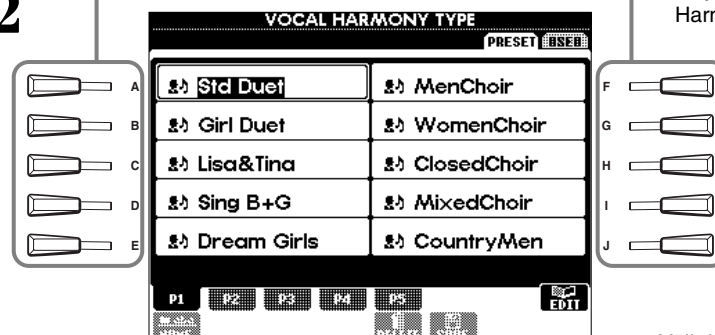 2
Harr
VOCAL HARMONY TYPE
PRESET USER
A Std Duet MenChoir F
B Girl Duet WomenChoir G
C Lisa&Tina ClosedChoir H
D Sing B+G MixedChoir I
E Dream Girls CountryMen J
P1 P2 P3 P4 P5 EDIT